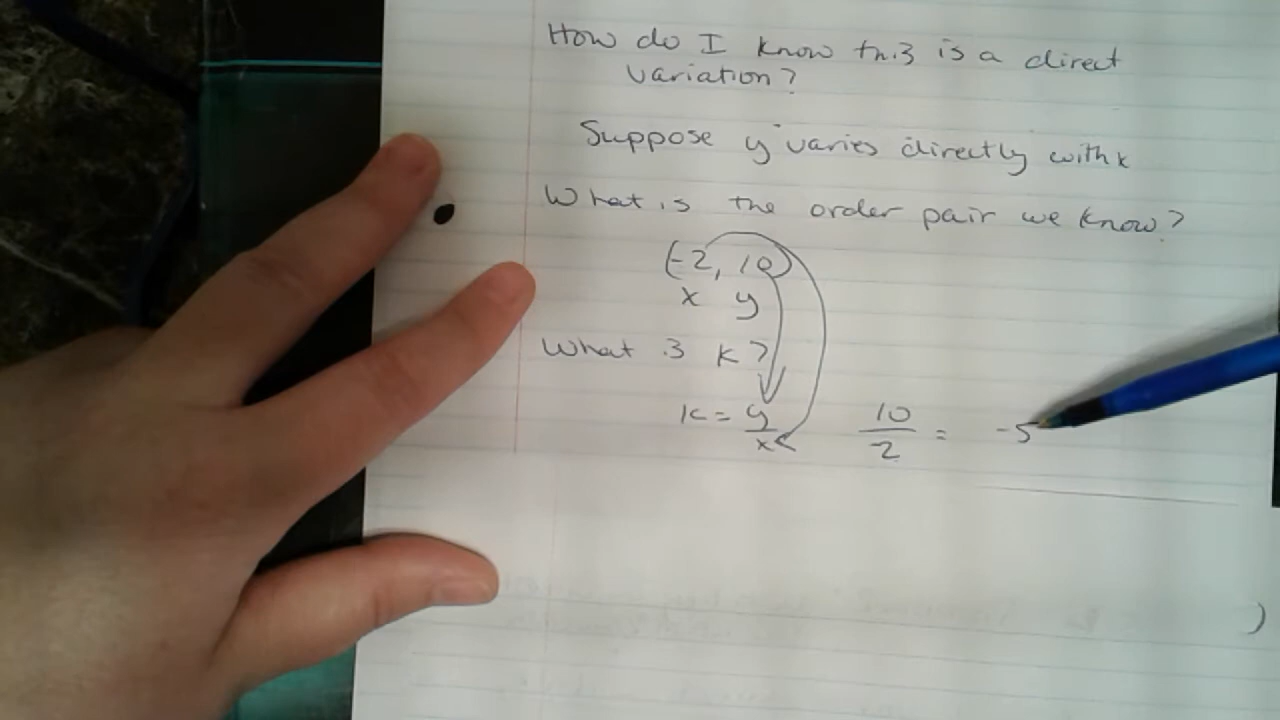 How do I know this is a direct
variation?
Suppose y varies directly with x
What is the order pair we know?
(-2, 10)
x y
What is k?
k = y/x 10/2 = -5
)